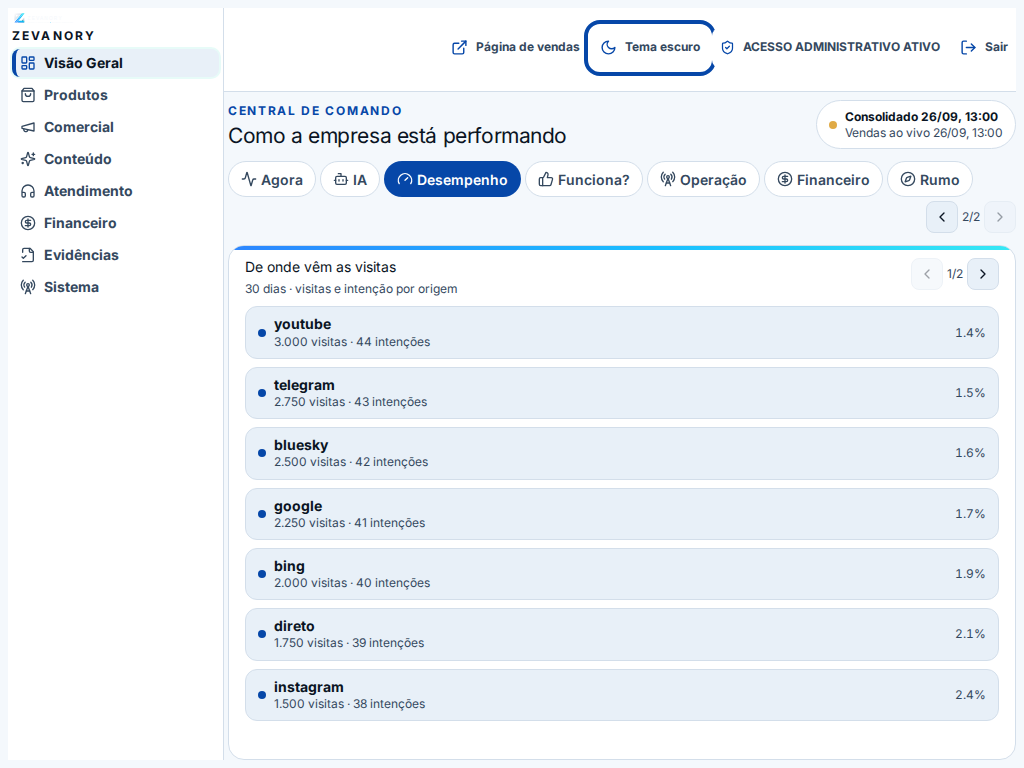 ZEVANORY
Visão Geral
Produtos
Comercial
Conteúdo
Atendimento
Financeiro
Evidências
Sistema
Página de vendas
Tema escuro
ACESSO ADMINISTRATIVO ATIVO
Sair
CENTRAL DE COMANDO
Como a empresa está performando
Consolidado 26/09, 13:00
Vendas ao vivo 26/09, 13:00
Agora
IA
Desempenho
Funciona?
Operação
Financeiro
Rumo
2/2
De onde vêm as visitas
30 dias · visitas e intenção por origem
1/2
youtube
3.000 visitas · 44 intenções
1.4%
telegram
2.750 visitas · 43 intenções
1.5%
bluesky
2.500 visitas · 42 intenções
1.6%
google
2.250 visitas · 41 intenções
1.7%
bing
2.000 visitas · 40 intenções
1.9%
direto
1.750 visitas · 39 intenções
2.1%
instagram
1.500 visitas · 38 intenções
2.4%